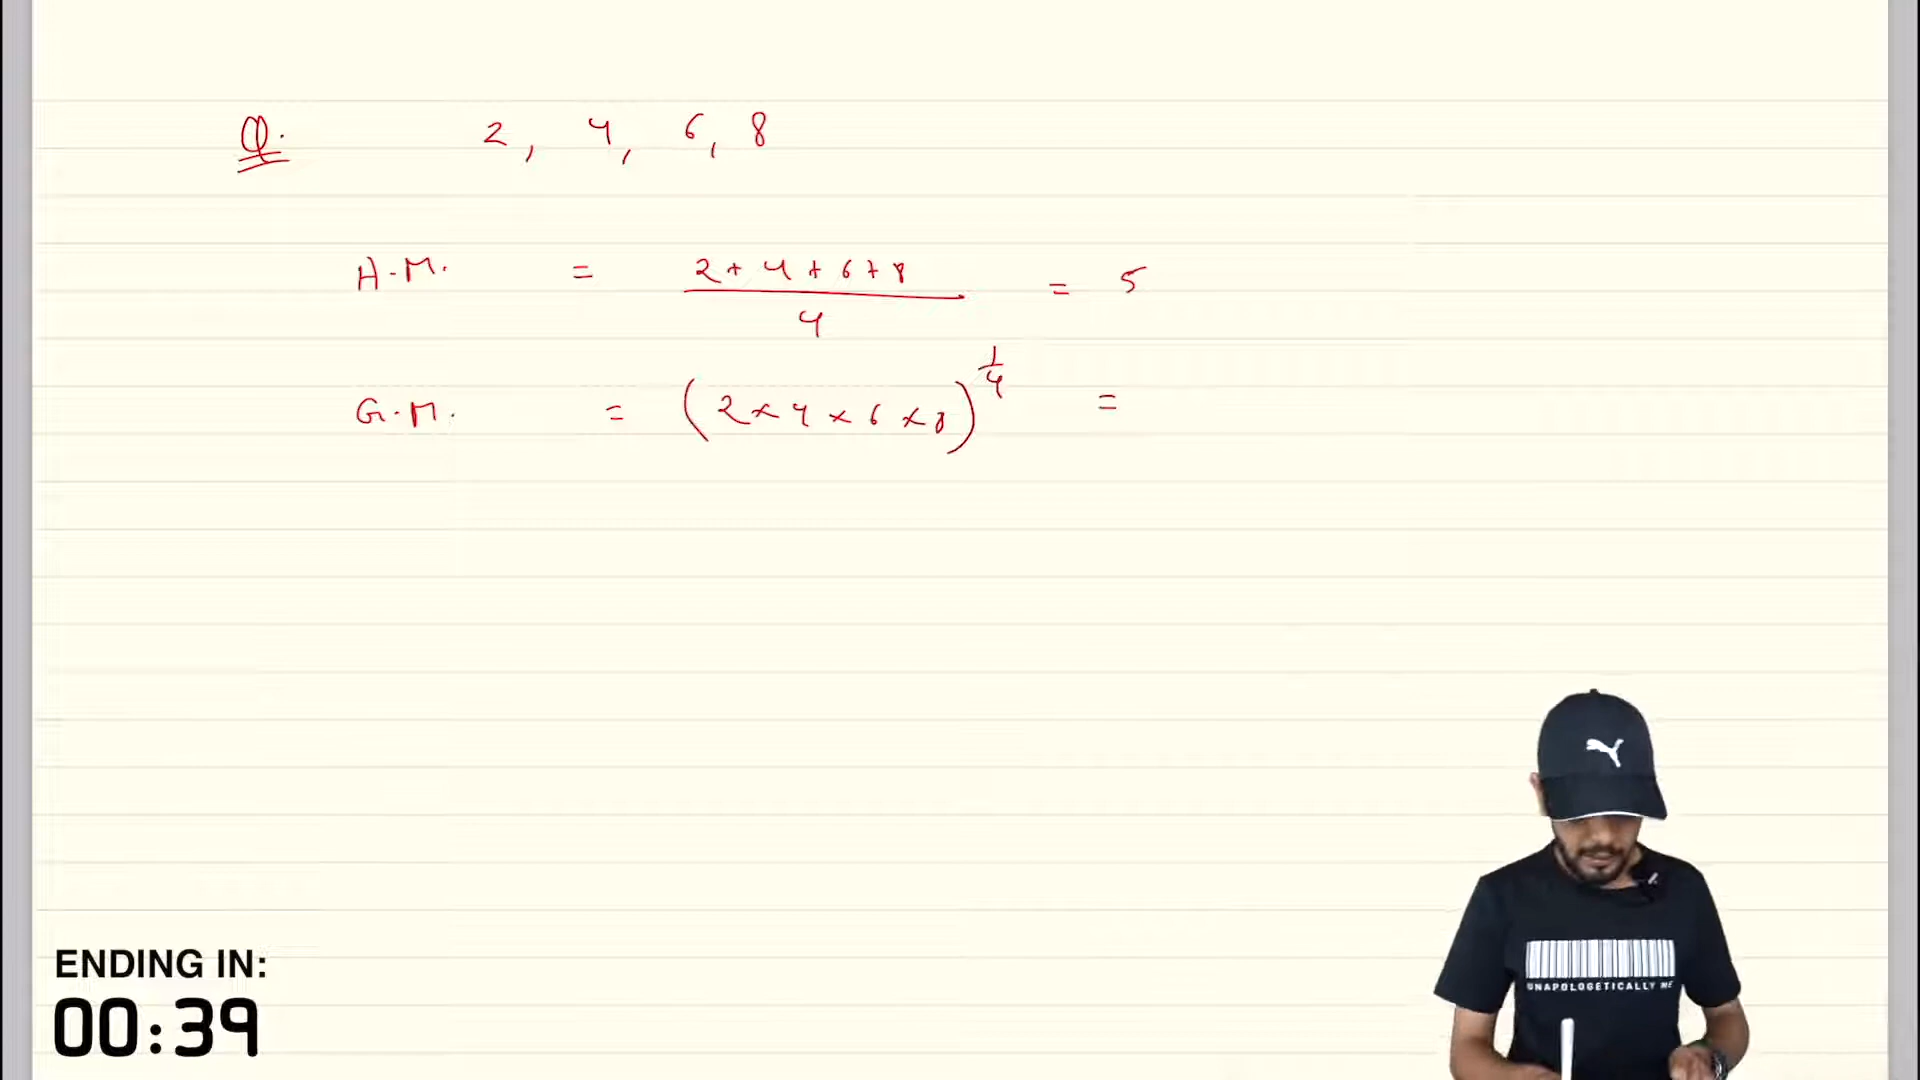 Q. 2, 4, 6, 8
A.M. = 2+4+6+8 / 4 = 5
G.M. = (2×4×6×8)^1/4 =
ENDING IN:
00:39
UNAPOLOGETICALLY ME